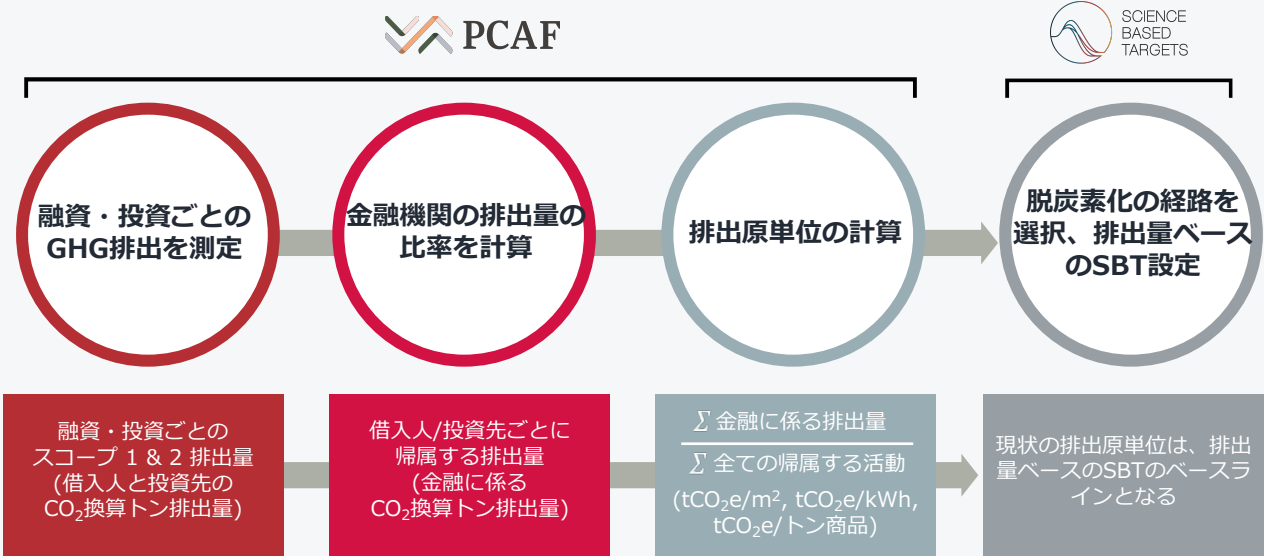 PCAF
SCIENCE
BASED
TARGETS
融資・投資ごとの
GHG排出を測定
金融機関の排出量の
比率を計算
排出原単位の計算
脱炭素化の経路を
選択、排出量ベース
のSBT設定
融資・投資ごとの
スコープ 1 & 2 排出量
(借入人と投資先の
CO₂換算トン排出量)
借入人/投資先ごとに
帰属する排出量
(金融に係る
CO₂換算トン排出量)
∑ 金融に係る排出量
∑ 全ての帰属する活動
(tCO₂e/m², tCO₂e/kWh,
tCO₂e/トン商品)
現状の排出原単位は、排出
量ベースのSBTのベースラ
インとなる